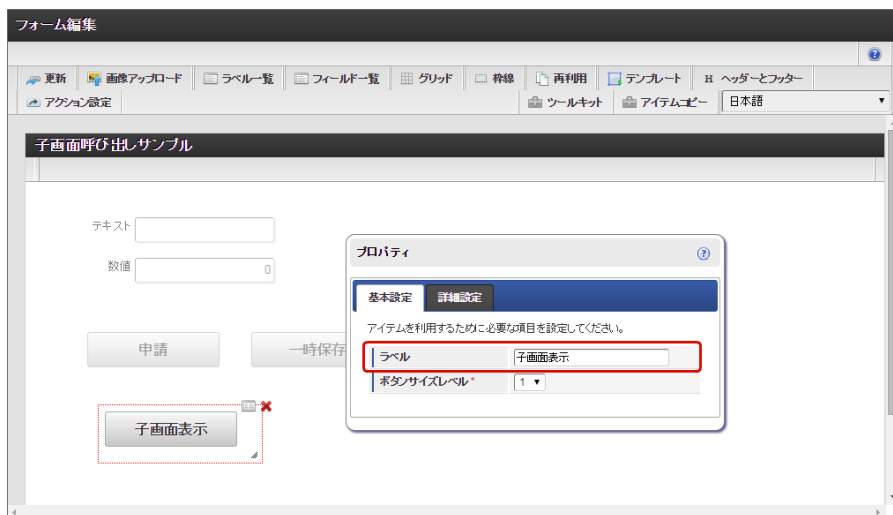 フォーム編集
更新 画像アップロード ラベル一覧 フィールド一覧 グリッド 枠線 再利用 テンプレート H ヘッダーとフッター
アクション設定 ツールキット アイテムコピー 日本語
子画面呼び出しサンプル
テキスト
数値 0
申請 一時保存
子画面表示
プロパティ
基本設定 詳細設定
アイテムを利用するために必要な項目を設定してください。
ラベル 子画面表示
ボタンサイズレベル* 1